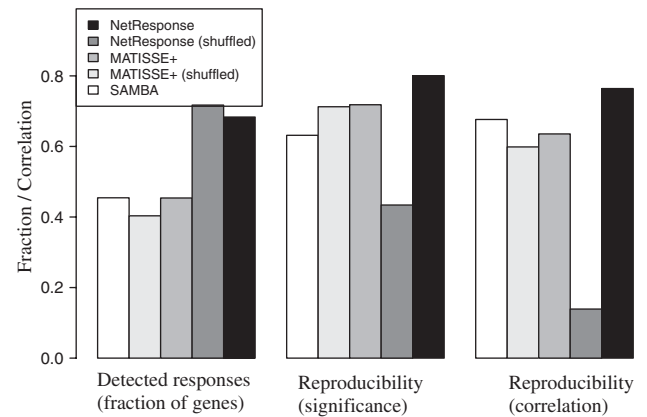 NetResponse
NetResponse (shuffled)
MATISSE+
MATISSE+ (shuffled)
SAMBA
Fraction / Correlation
0.8
0.6
0.4
0.2
0.0
Detected responses
(fraction of genes)
Reproducibility
(significance)
Reproducibility
(correlation)